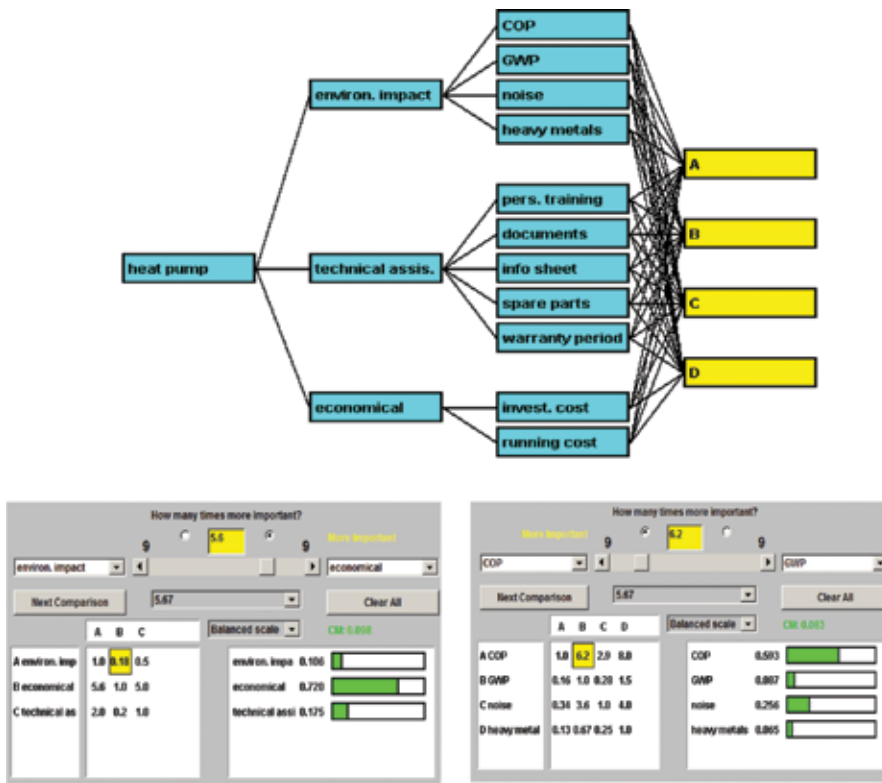 COP
GWP
environ. impact
noise
heavy metals
A
pers. training
documents
B
heat pump
technical assis.
info sheet
spare parts
C
warranty period
D
economical
invest. cost
running cost
How many times more important?
5.6
More Important
9 9
environ. impact economical
Next Comparison 5.67 Clear All
A B C Balanced scale CM: 0.098
A environ. imp 1.0 0.18 0.5 environ. impa 0.106
B economical 5.6 1.0 5.0 economical 0.720
C technical as 2.0 0.2 1.0 technical assi 0.175
How many times more important?
More Important 6.2
9 9
COP GWP
Next Comparison 5.67 Clear All
A B C D Balanced scale CM: 0.083
A COP 1.0 6.2 2.9 8.0 COP 0.593
B GWP 0.16 1.0 0.28 1.5 GWP 0.087
C noise 0.34 3.6 1.0 4.0 noise 0.256
D heavy metal 0.13 0.67 0.25 1.0 heavy metals 0.065